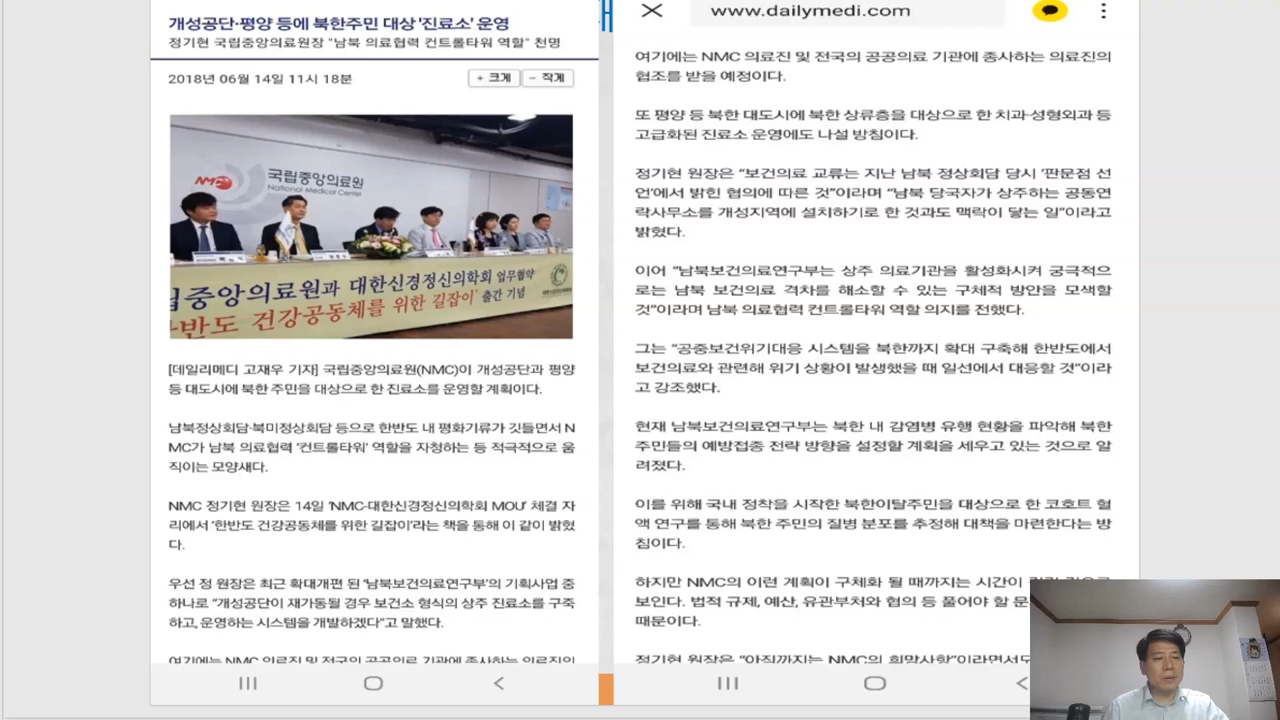 개성공단·평양 등에 북한주민 대상 '진료소' 운영
정기현 국립중앙의료원장 "남북 의료협력 컨트롤타워 역할" 천명
2018년 06월 14일 11시 18분
+ 크게
- 작게
NMC 국립중앙의료원
National Medical Center
립중앙의료원과 대한신경정신의학회 업무협약
한반도 건강공동체를 위한 길잡이' 출간 기념
[데일리메디 고재우 기자] 국립중앙의료원(NMC)이 개성공단과 평양
등 대도시에 북한 주민을 대상으로 한 진료소를 운영할 계획이다.
남북정상회담·북미정상회담 등으로 한반도 내 평화기류가 깃들면서 N
MC가 남북 의료협력 '컨트롤타워' 역할을 자청하는 등 적극적으로 움
직이는 모양새다.
NMC 정기현 원장은 14일 'NMC-대한신경정신의학회 MOU' 체결 자
리에서 '한반도 건강공동체를 위한 길잡이'라는 책을 통해 이 같이 밝혔
다.
우선 정 원장은 최근 확대개편 된 '남북보건의료연구부'의 기획사업 중
하나로 "개성공단이 재가동될 경우 보건소 형식의 상주 진료소를 구축
하고, 운영하는 시스템을 개발하겠다"고 말했다.
여기에는 NMC 의료진 및 전국의 공공의료 기관에 종사하는 의료진의
www.dailymedi.com
여기에는 NMC 의료진 및 전국의 공공의료 기관에 종사하는 의료진의
협조를 받을 예정이다.
또 평양 등 북한 대도시에 북한 상류층을 대상으로 한 치과·성형외과 등
고급화된 진료소 운영에도 나설 방침이다.
정기현 원장은 "보건의료 교류는 지난 남북 정상회담 당시 '판문점 선
언'에서 밝힌 협의에 따른 것"이라며 "남북 당국자가 상주하는 공동연
락사무소를 개성지역에 설치하기로 한 것과도 맥락이 닿는 일"이라고
밝혔다.
이어 "남북보건의료연구부는 상주 의료기관을 활성화시켜 궁극적으
로는 남북 보건의료 격차를 해소할 수 있는 구체적 방안을 모색할
것"이라며 남북 의료협력 컨트롤타워 역할 의지를 전했다.
그는 "공중보건위기대응 시스템을 북한까지 확대 구축해 한반도에서
보건의료와 관련해 위기 상황이 발생했을 때 일선에서 대응할 것"이라
고 강조했다.
현재 남북보건의료연구부는 북한 내 감염병 유행 현황을 파악해 북한
주민들의 예방접종 전략 방향을 설정할 계획을 세우고 있는 것으로 알
려졌다.
이를 위해 국내 정착을 시작한 북한이탈주민을 대상으로 한 코호트 혈
액 연구를 통해 북한 주민의 질병 분포를 추정해 대책을 마련한다는 방
침이다.
하지만 NMC의 이런 계획이 구체화 될 때까지는 시간이
보인다. 법적 규제, 예산, 유관부처와 협의 등 풀어야 할
때문이다.
정기현 원장은 "아직까지는 NMC의 희망사항"이라면서도